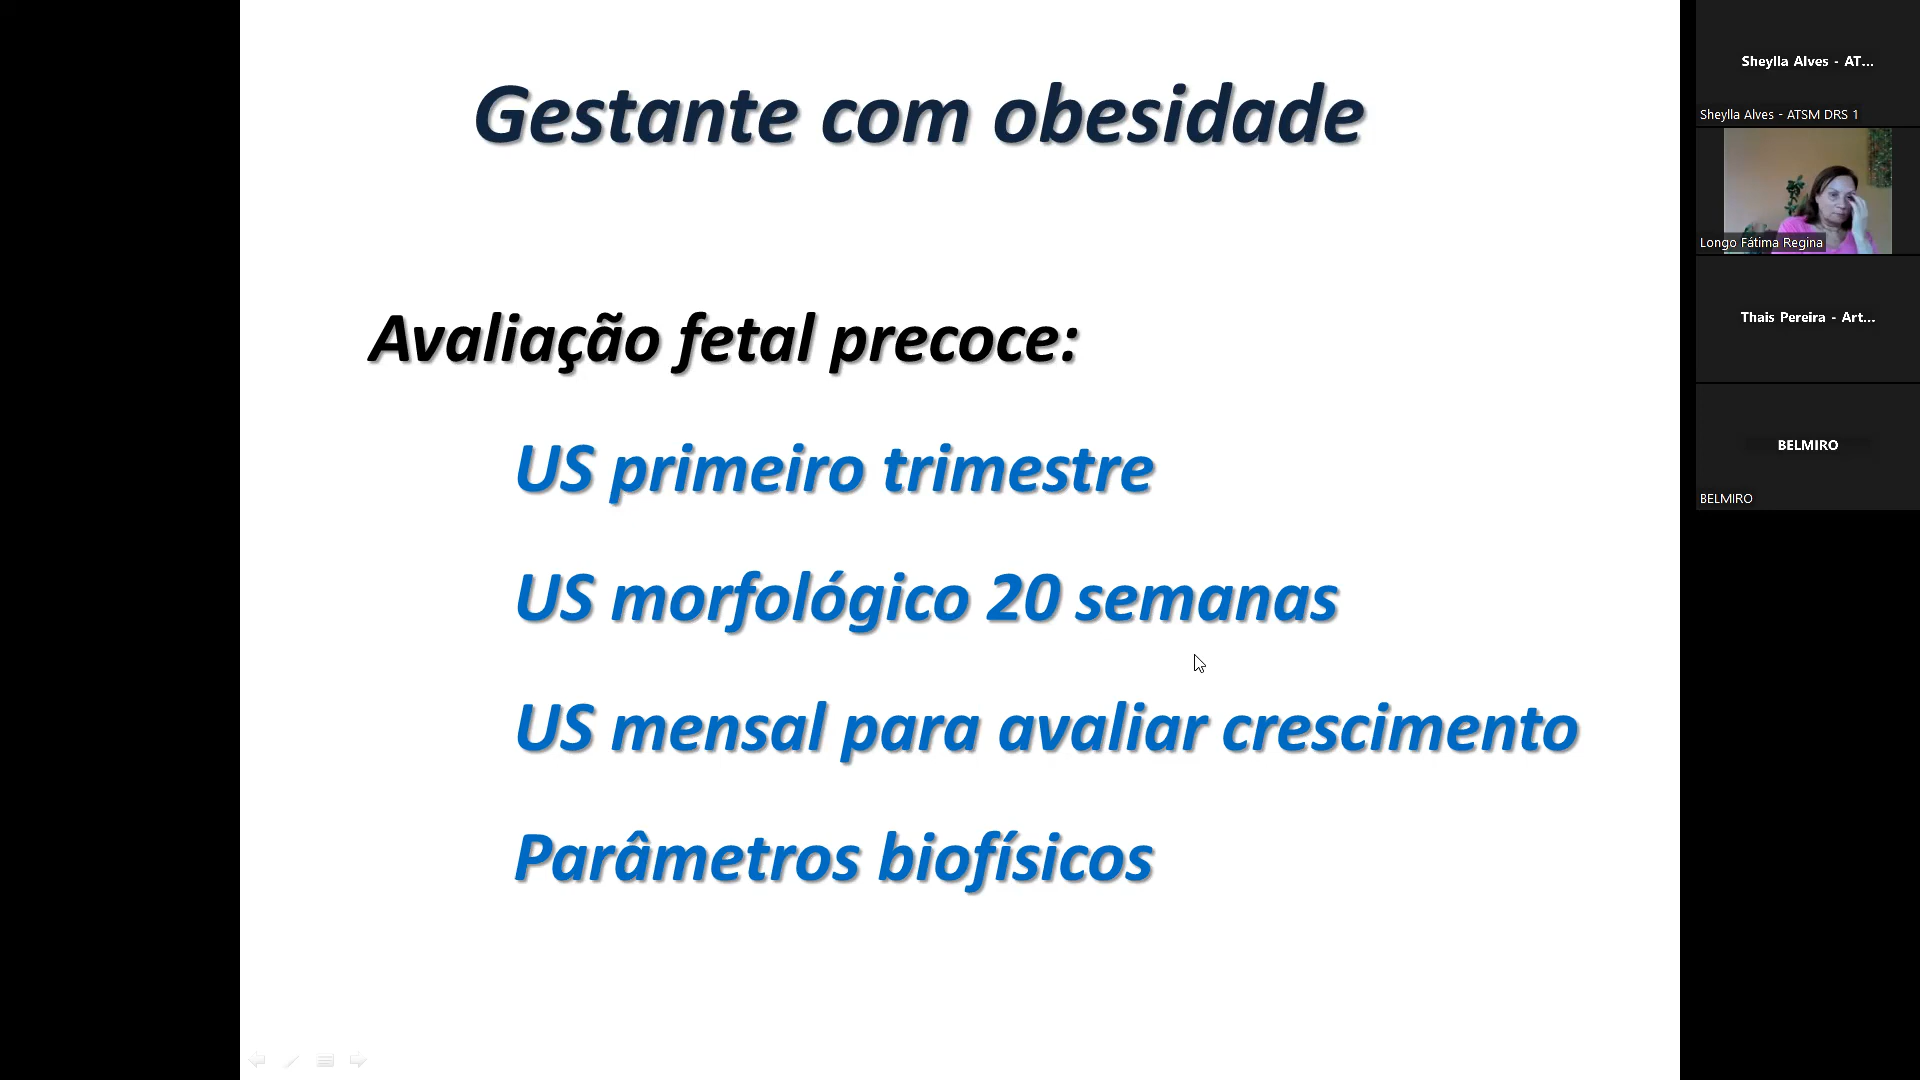 Gestante com obesidade
Avaliação fetal precoce:
US primeiro trimestre
US morfológico 20 semanas
US mensal para avaliar crescimento
Parâmetros biofísicos
Sheylla Alves - AT...
Sheylla Alves - ATSM DRS 1
Longo Fátima Regina
Thais Pereira - Art...
BELMIRO
BELMIRO